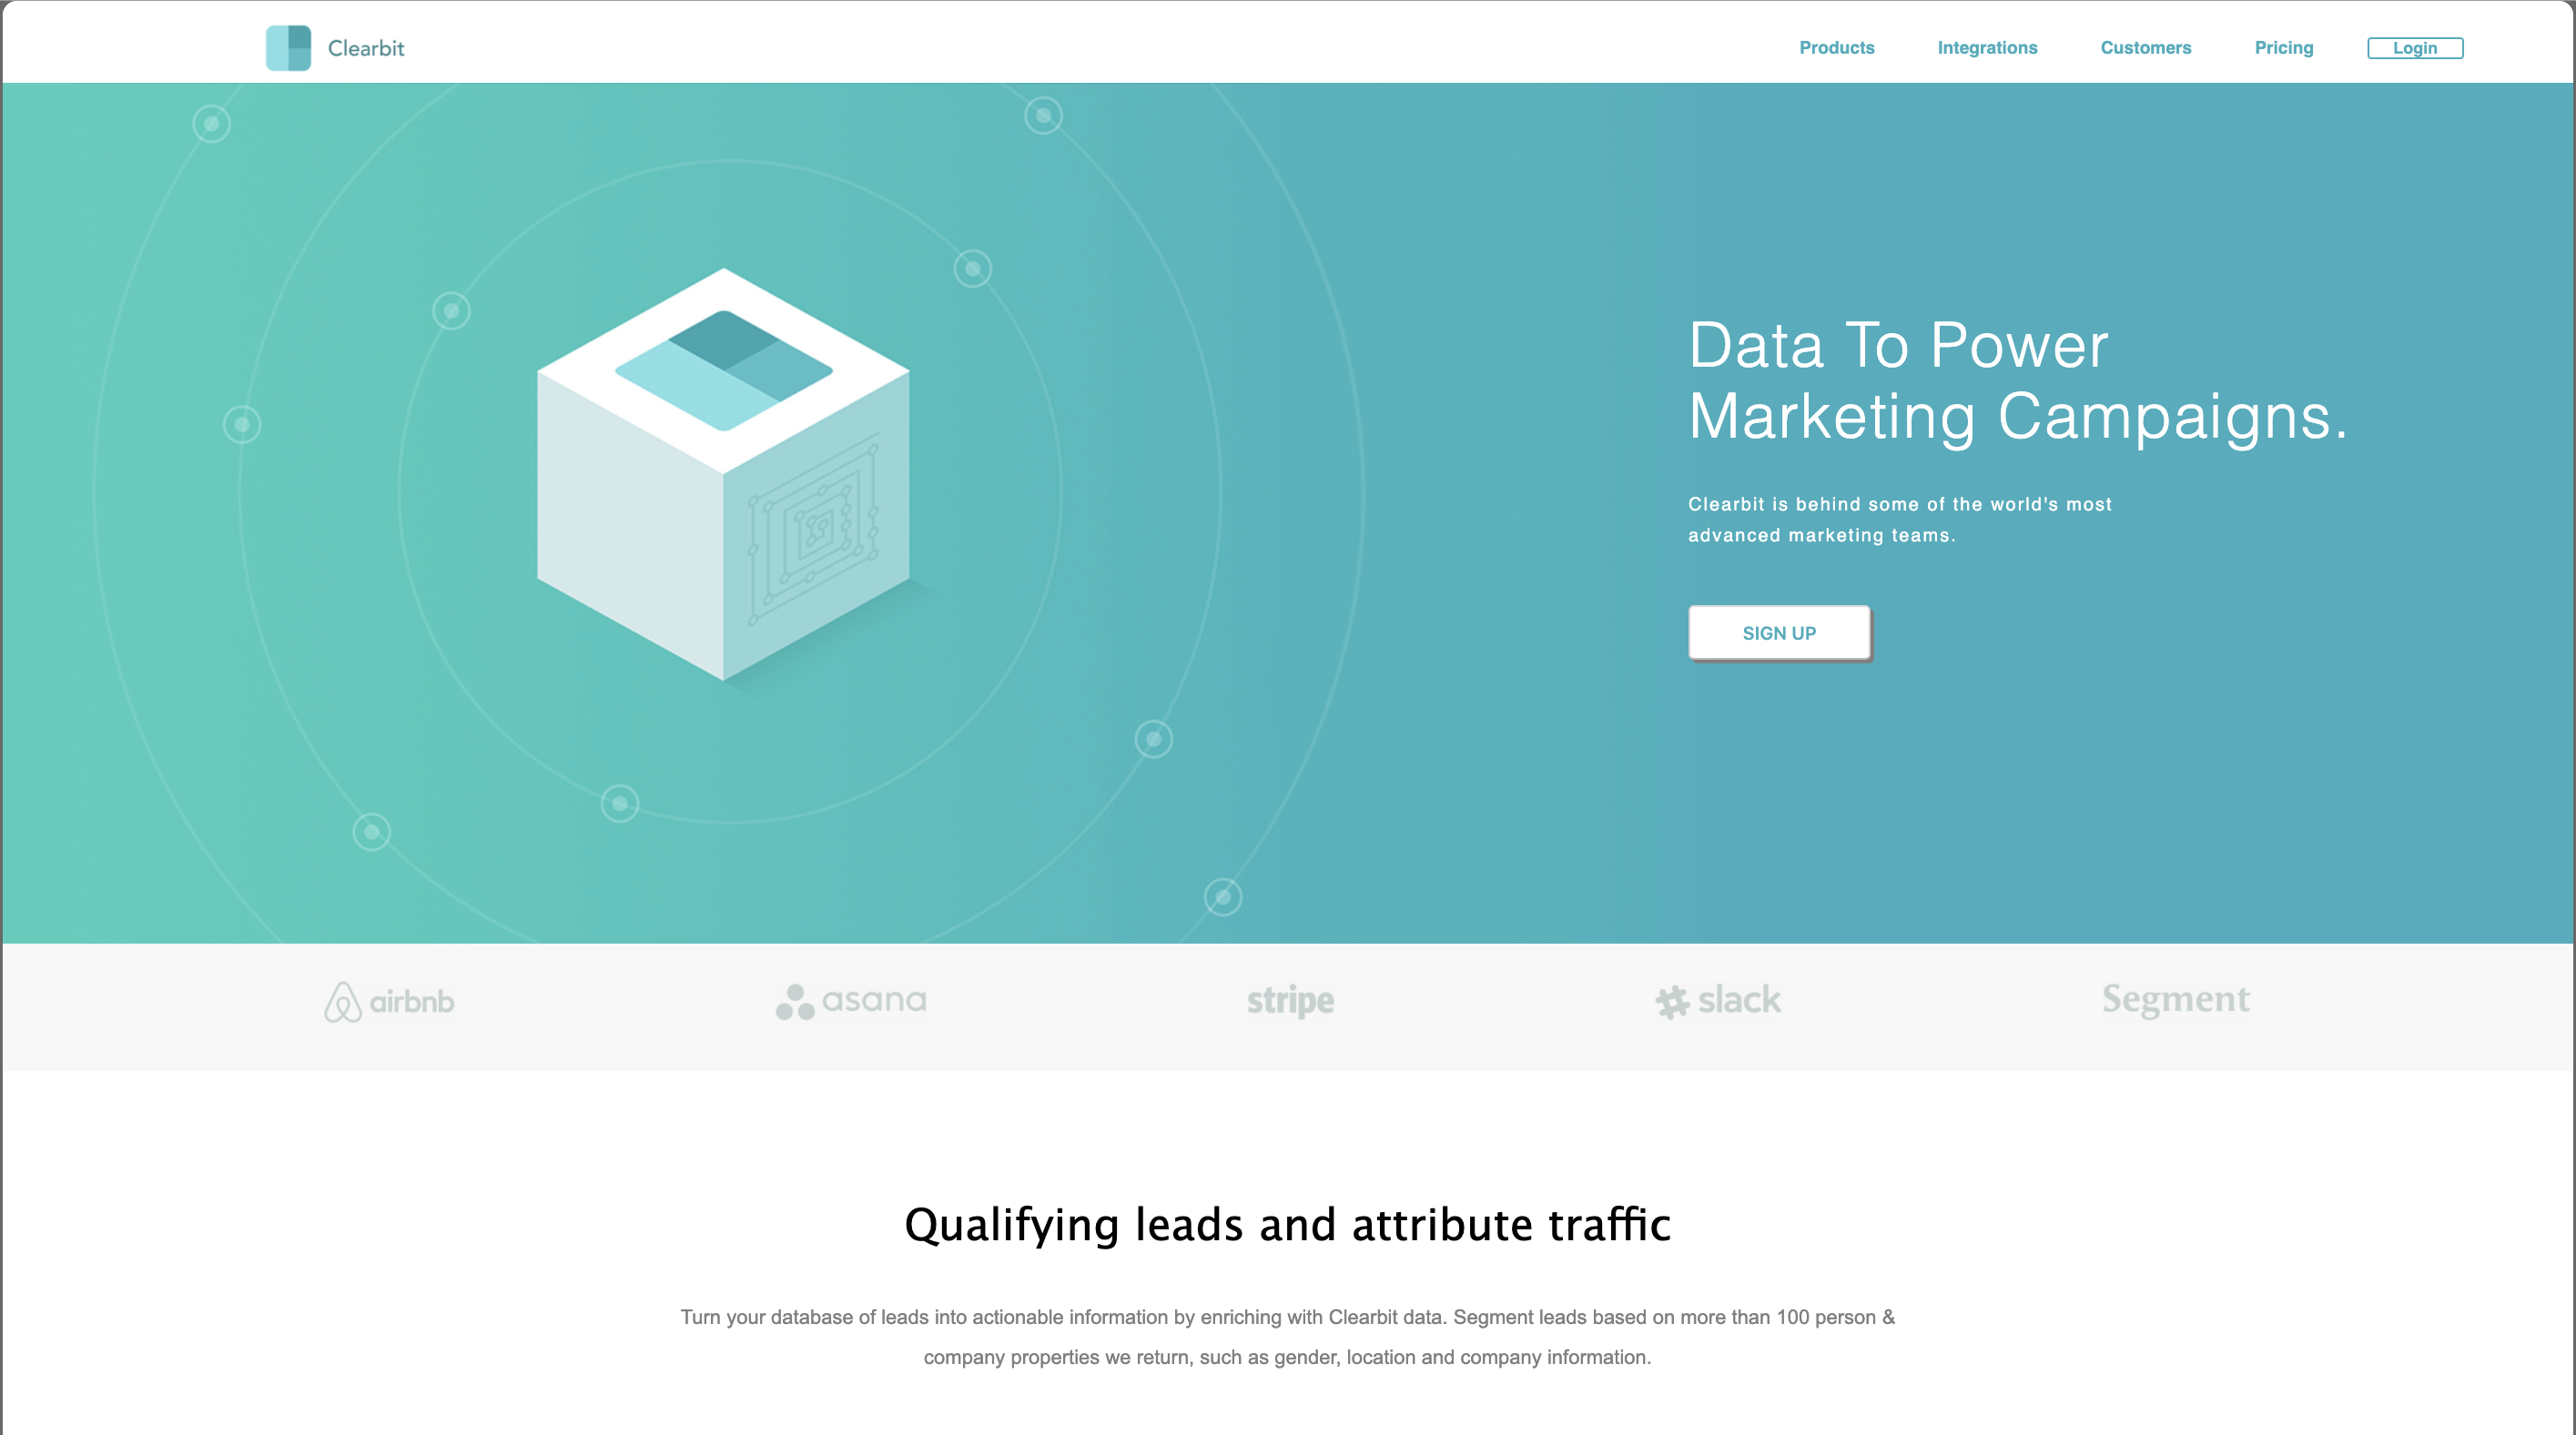 Clearbit
Products Integrations Customers Pricing Login
Data To Power
Marketing Campaigns.
Clearbit is behind some of the world's most
advanced marketing teams.
SIGN UP
airbnb asana stripe slack Segment
Qualifying leads and attribute traffic
Turn your database of leads into actionable information by enriching with Clearbit data. Segment leads based on more than 100 person &
company properties we return, such as gender, location and company information.